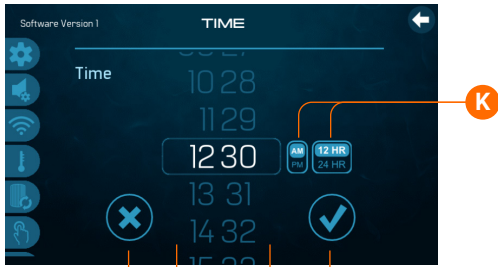 Software Version 1
TIME
Time
10 28
11 29
12 30
AM
PM
12 HR
24 HR
13 31
14 32
K